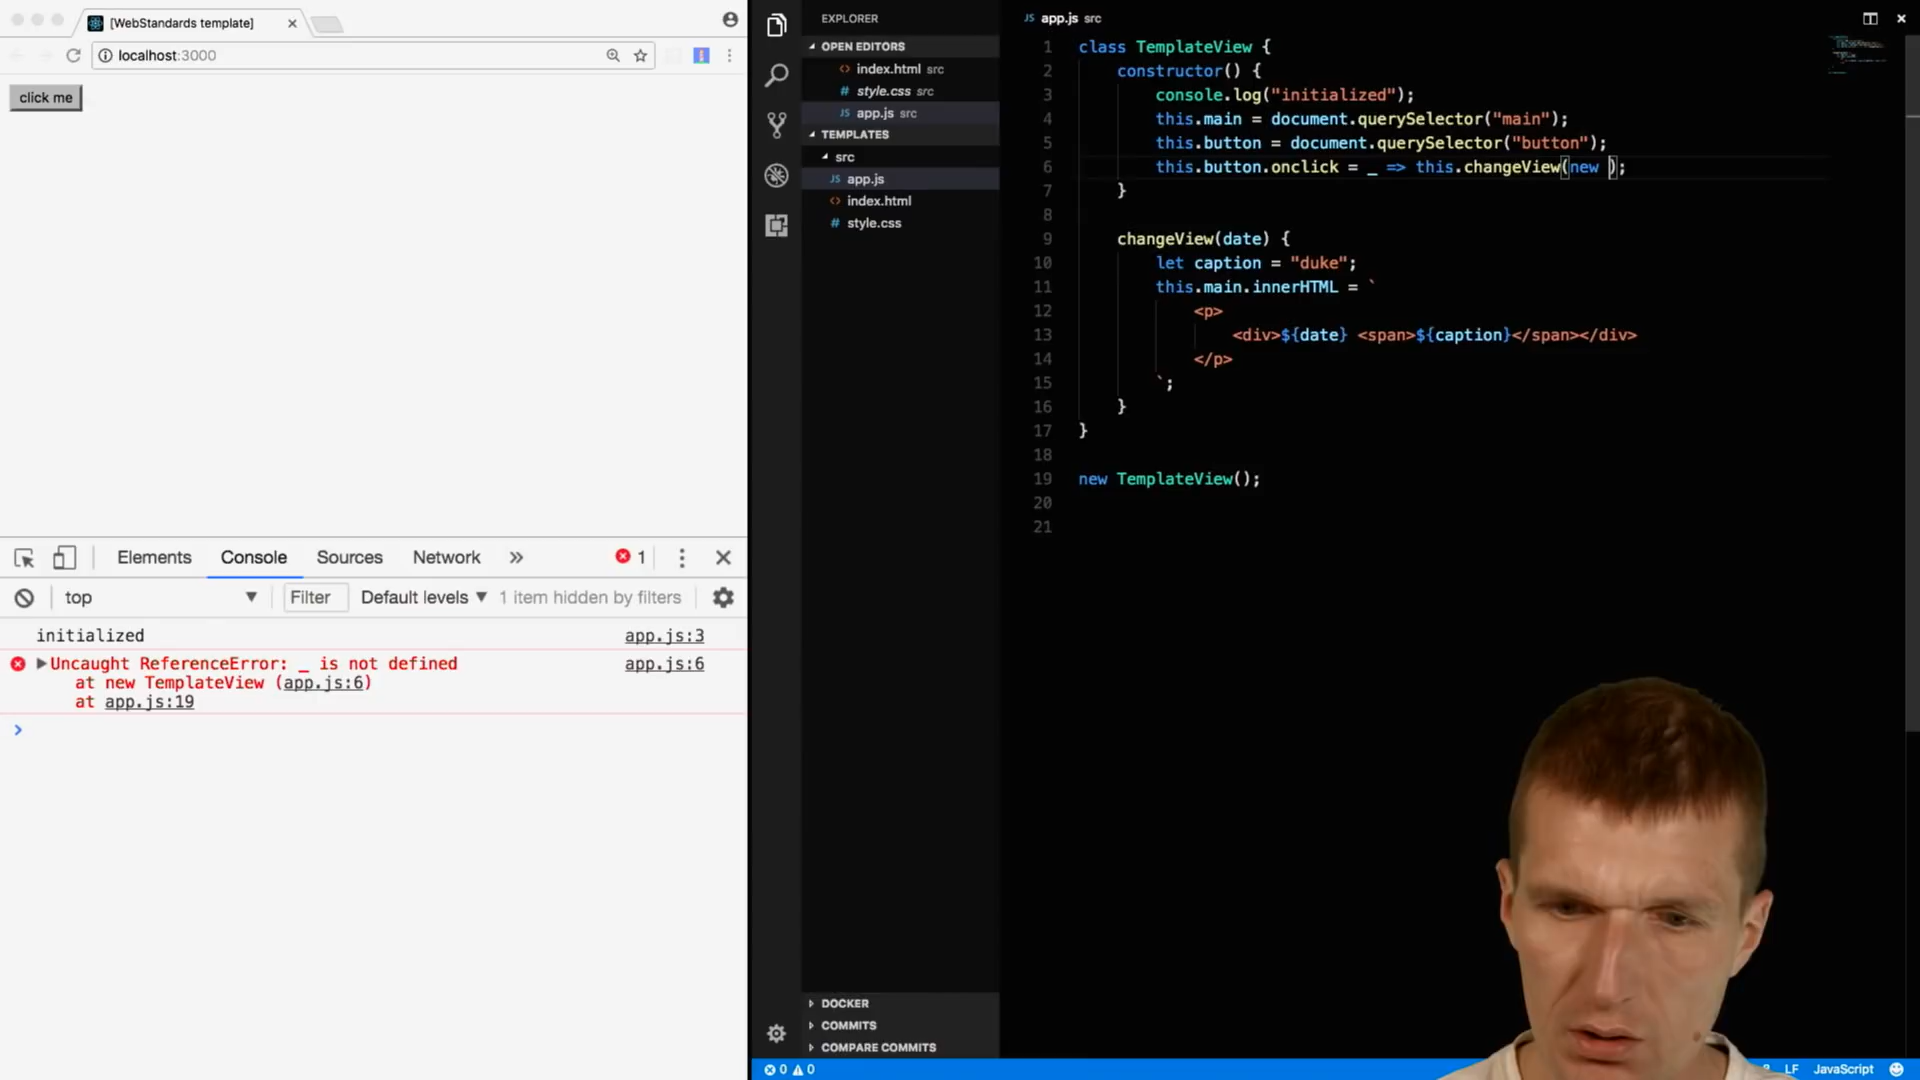 [WebStandards template]
localhost:3000
click me
Elements
Console
Sources
Network
1
top
Filter
Default levels
1 item hidden by filters
initialized
app.js:3
Uncaught ReferenceError: _ is not defined
app.js:6
at new TemplateView (app.js:6)
at app.js:19
EXPLORER
OPEN EDITORS
index.html src
style.css src
app.js src
TEMPLATES
src
app.js
index.html
style.css
DOCKER
COMMITS
COMPARE COMMITS
app.js src
1 class TemplateView {
2 constructor() {
3 console.log("initialized");
4 this.main = document.querySelector("main");
5 this.button = document.querySelector("button");
6 this.button.onclick = _ => this.changeView(new );
7 }
8
9 changeView(date) {
10 let caption = "duke";
11 this.main.innerHTML = `
12 <p>
13 <div>${date} <span>${caption}</span></div>
14 </p>
15 `;
16 }
17 }
18
19 new TemplateView();
20
21
0 0
LF
JavaScript